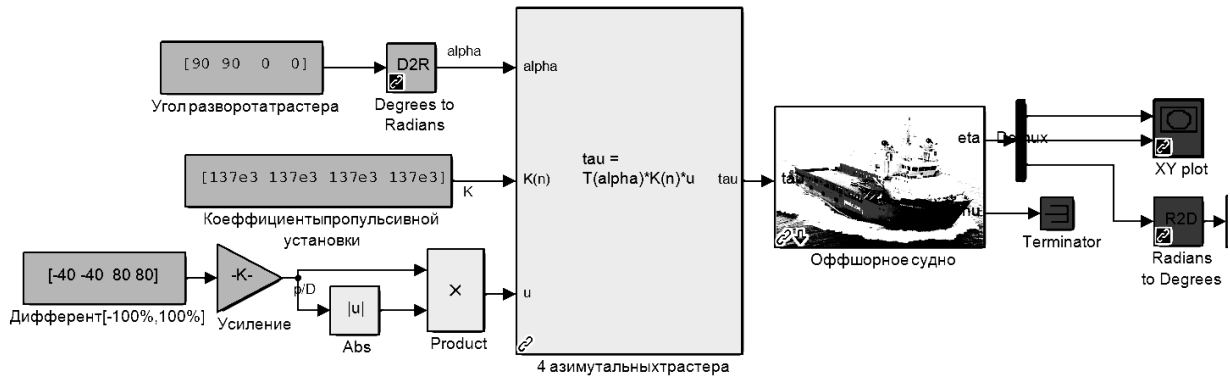 [90 90 0 0]
D2R
alpha
alpha
Угол разворотатрастера
Degrees to
Radians
[137e3 137e3 137e3 137e3]
K
K(n)
tau =
T(alpha)*K(n)*u
tau
Коеффициентыпропульсивной
установки
tau
eta
nu
Demux
XY plot
Terminator
R2D
Radians
to Degrees
Оффшорное судно
[-40 -40 80 80]
-K-
p/D
|u|
×
u
Дифферент[-100%,100%]
Усиление
Abs
Product
4 азимутальныхтрастера